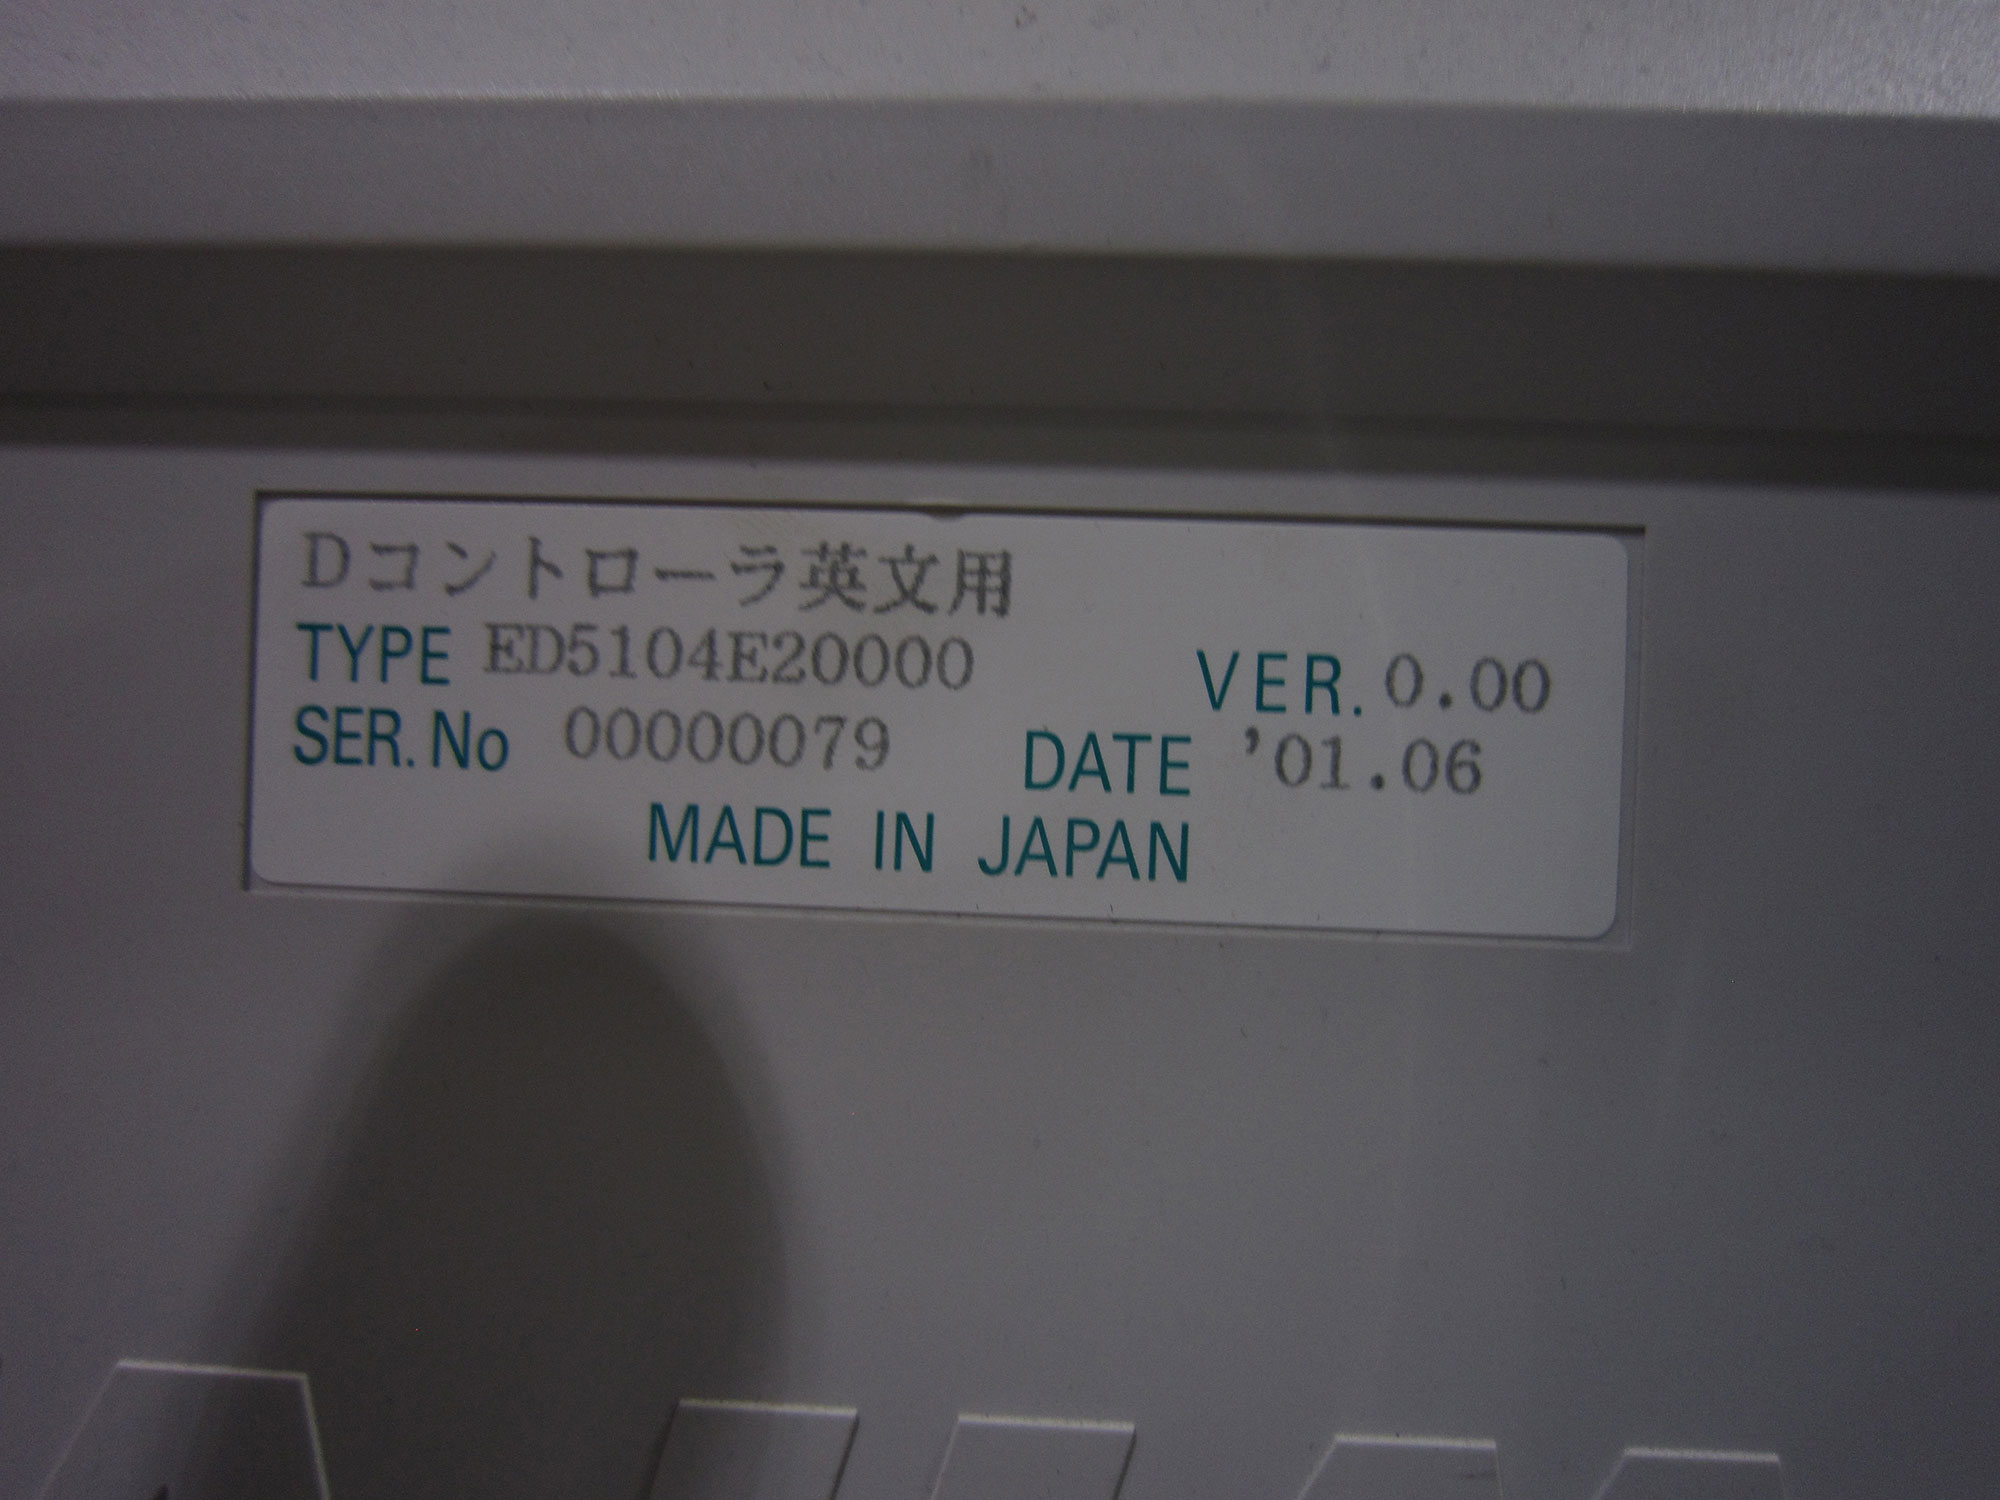 Dコントローラ英文用
TYPE ED5104E20000 VER. 0.00
SER. No 00000079 DATE '01.06
MADE IN JAPAN